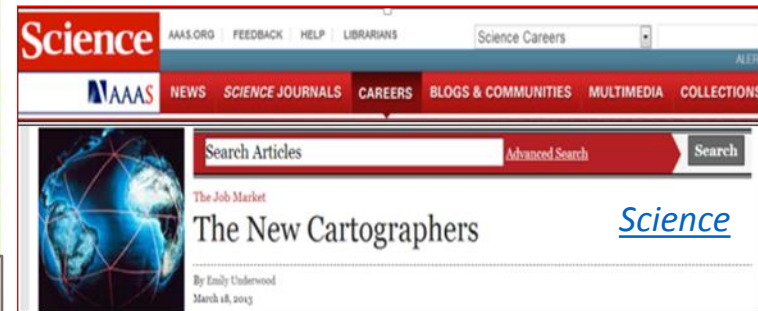 Science
AAAS.ORG FEEDBACK HELP LIBRARIANS Science Careers
ALER
AAAS NEWS SCIENCE JOURNALS CAREERS BLOGS & COMMUNITIES MULTIMEDIA COLLECTIONS
Search Articles Advanced Search Search
The Job Market
The New Cartographers
Science
By Emily Underwood
March 18, 2013